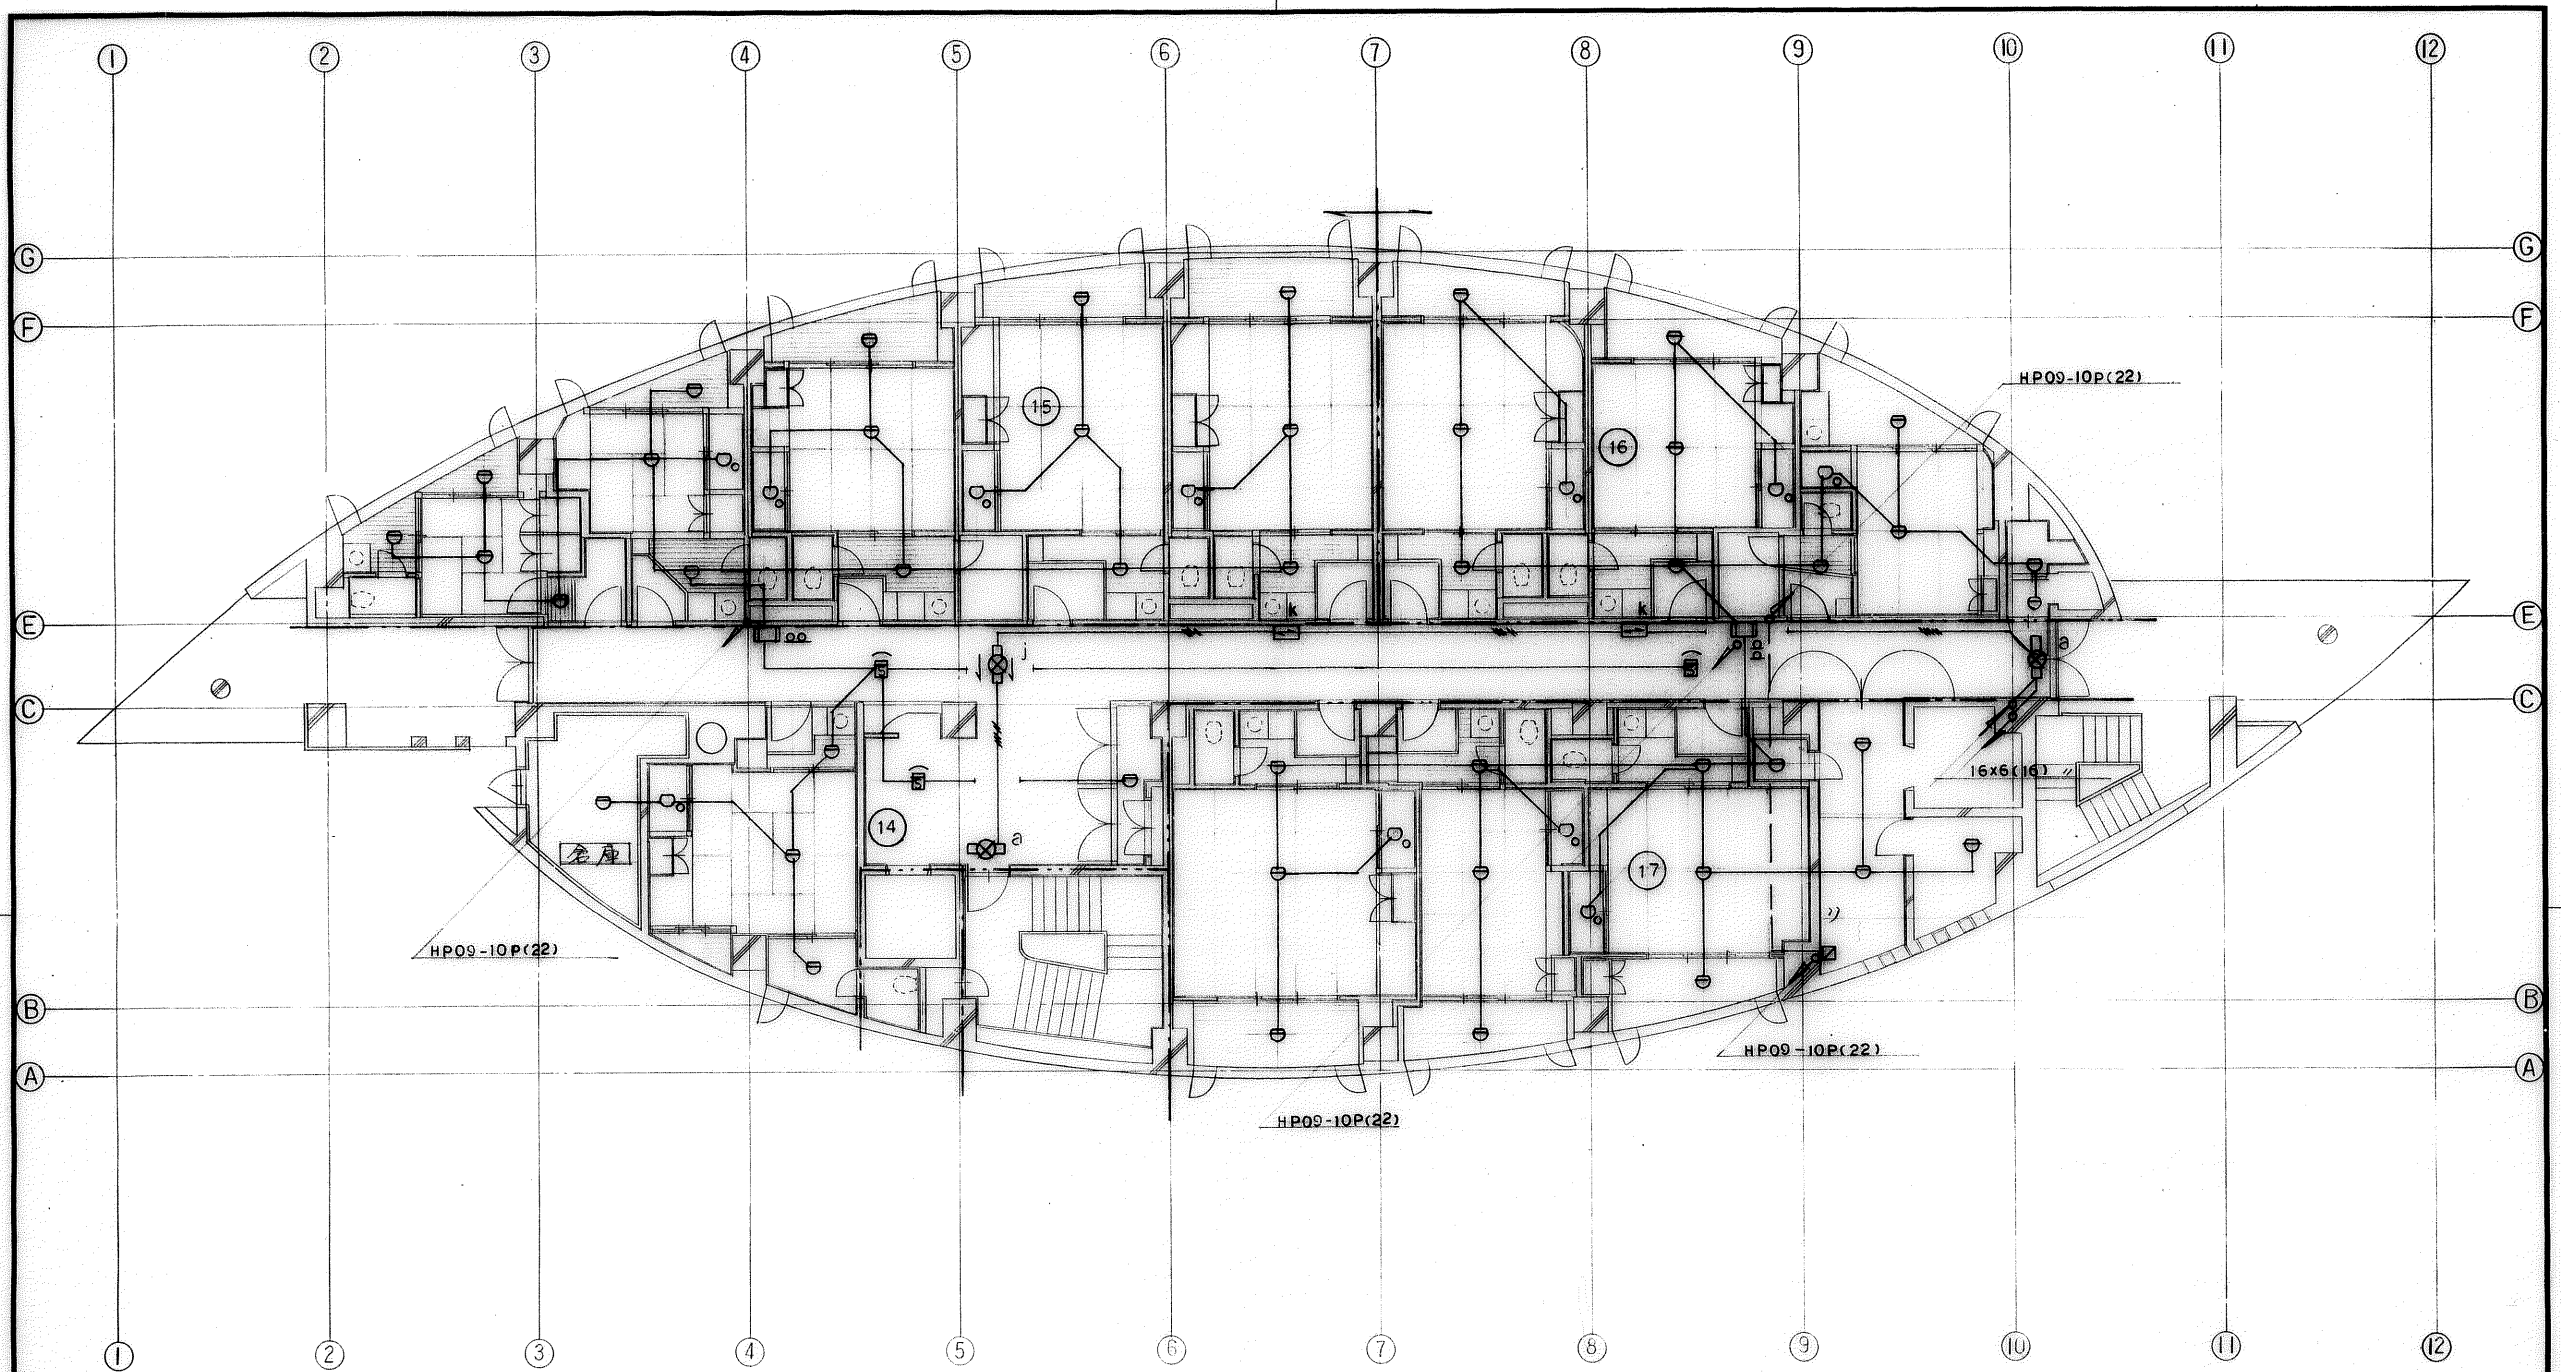 1 2 3 4 5 6 7 8 9 10 11 12
G G
F F
HP09-10P(22)
15
16
k k
E E
j
a
S S
C C
16x6(16) 〃
S
14
a
倉庫
17
HP09-10P(22)
B B
HP09-10P(22)
A A
HP09-10P(22)
1 2 3 4 5 6 7 8 9 10 11 12